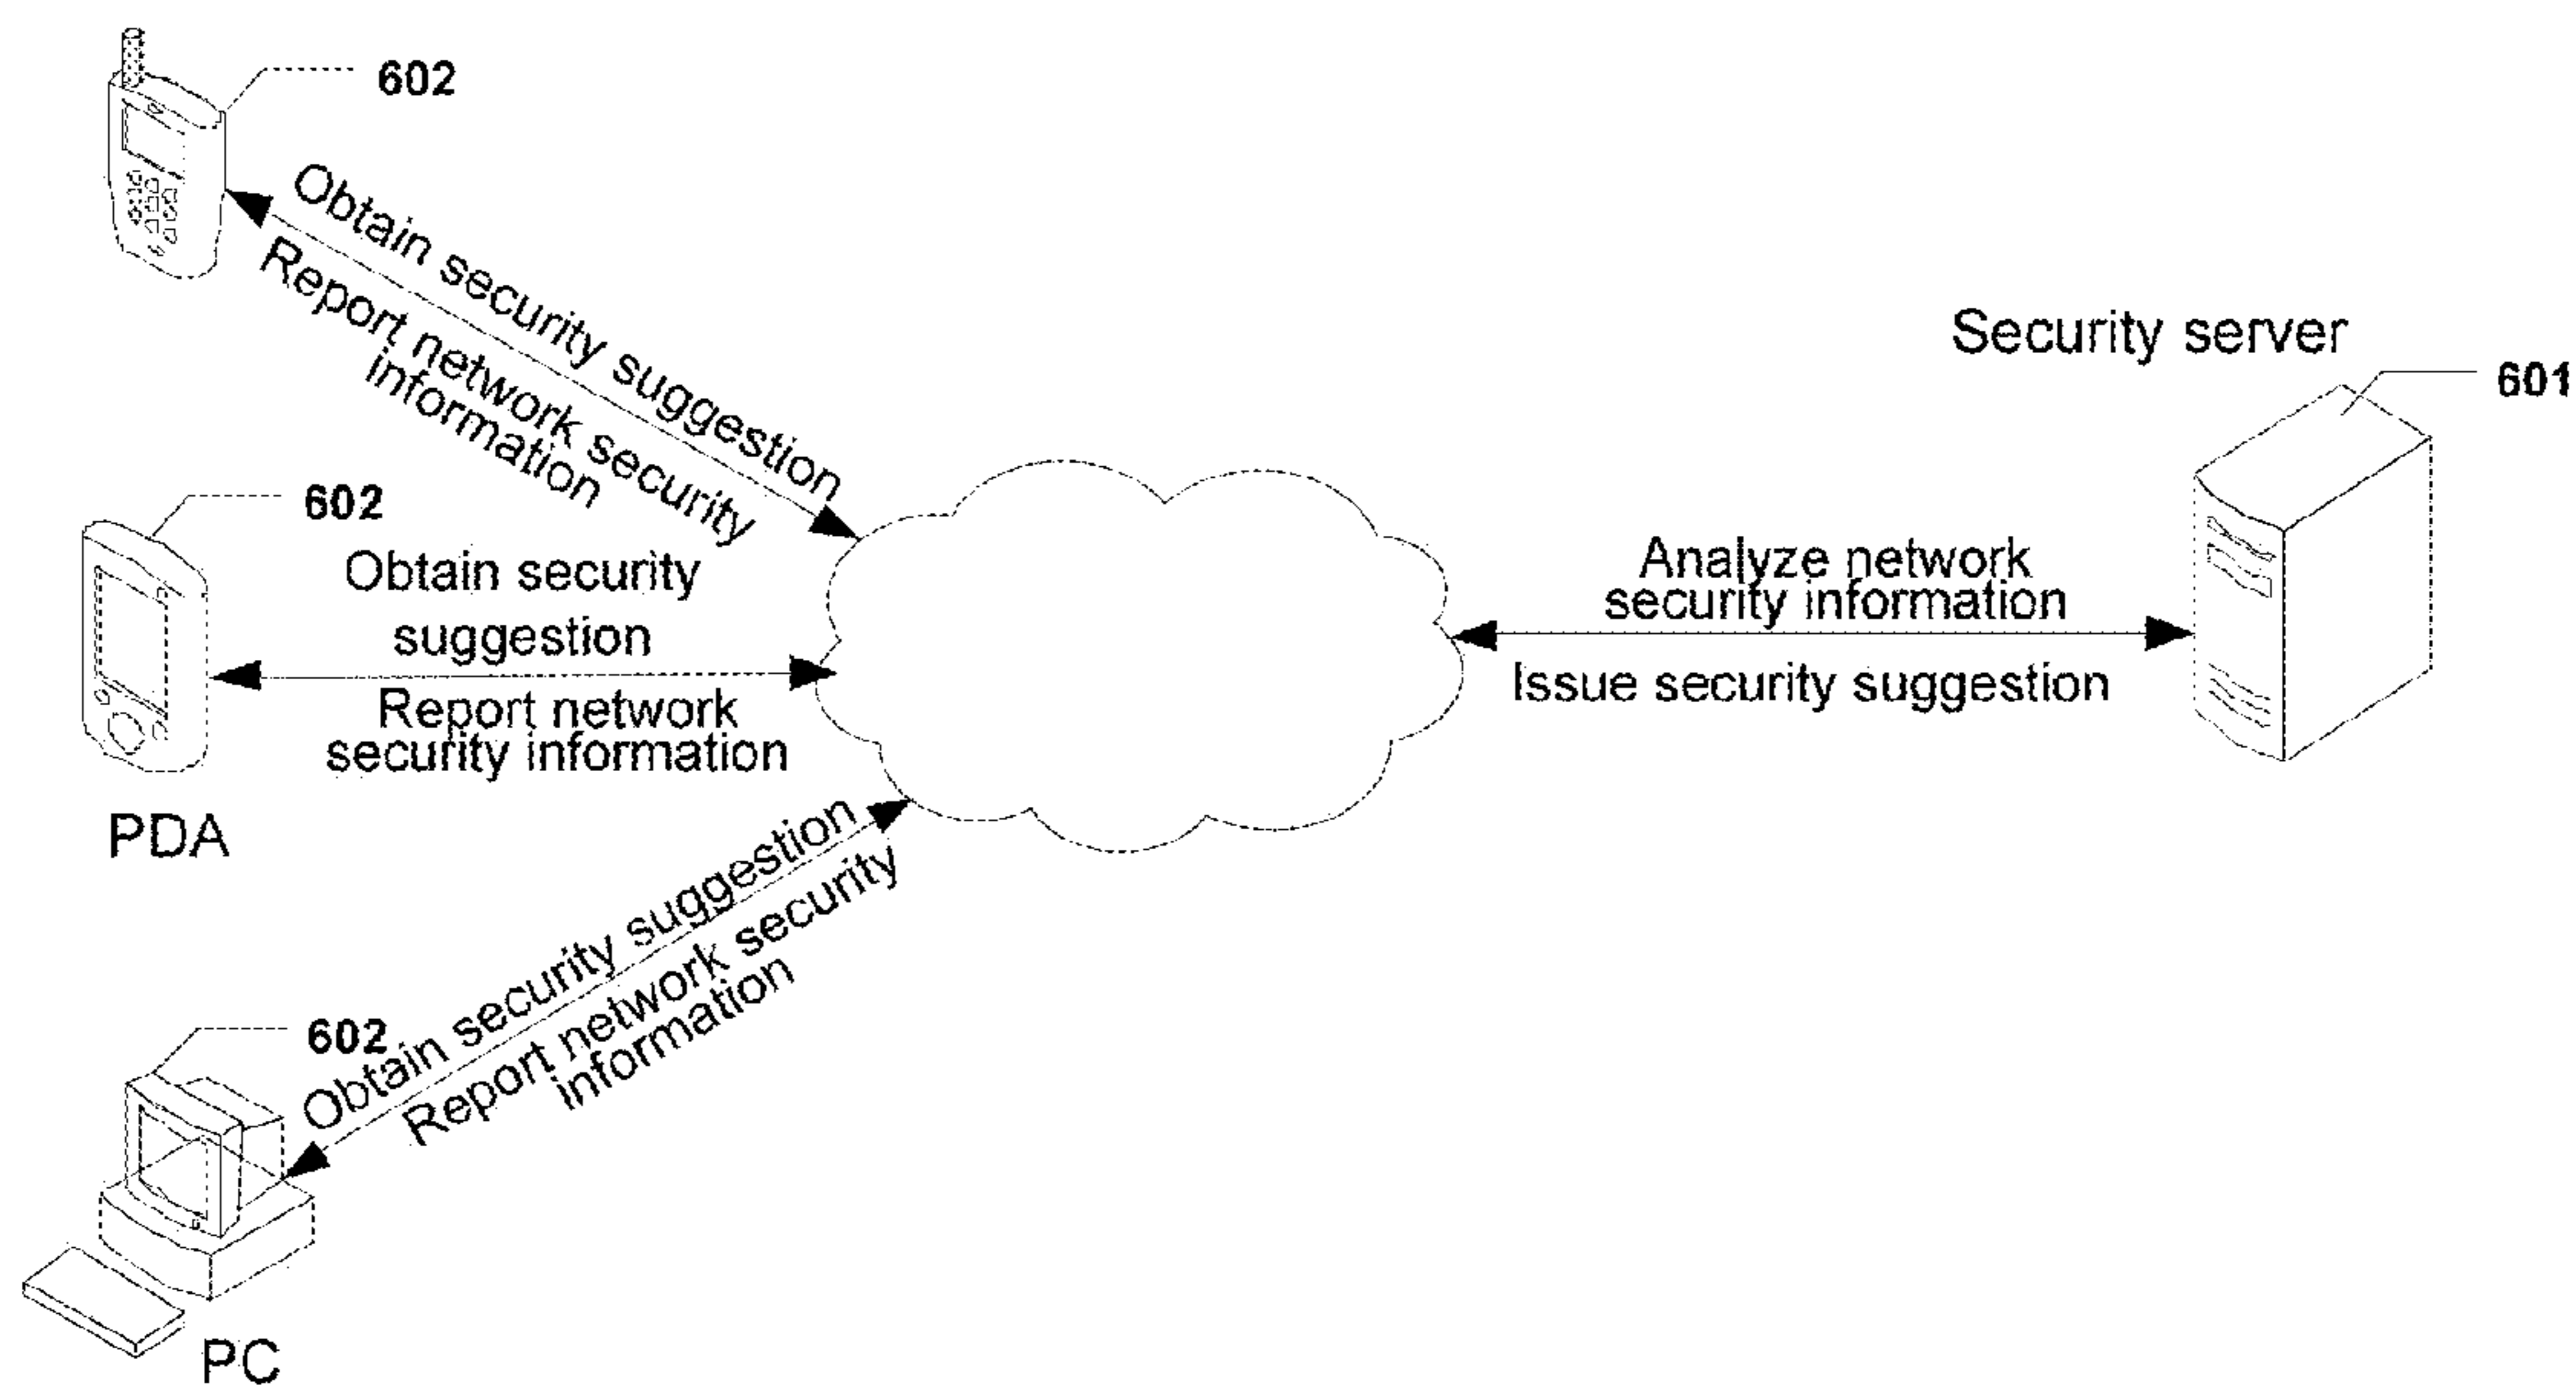 602
Obtain security suggestion
Report network security
information
Security server
601
602
Obtain security
suggestion
Report network
security information
PDA
Analyze network
security information
Issue security suggestion
602
Obtain security suggestion
Report network security
information
PC